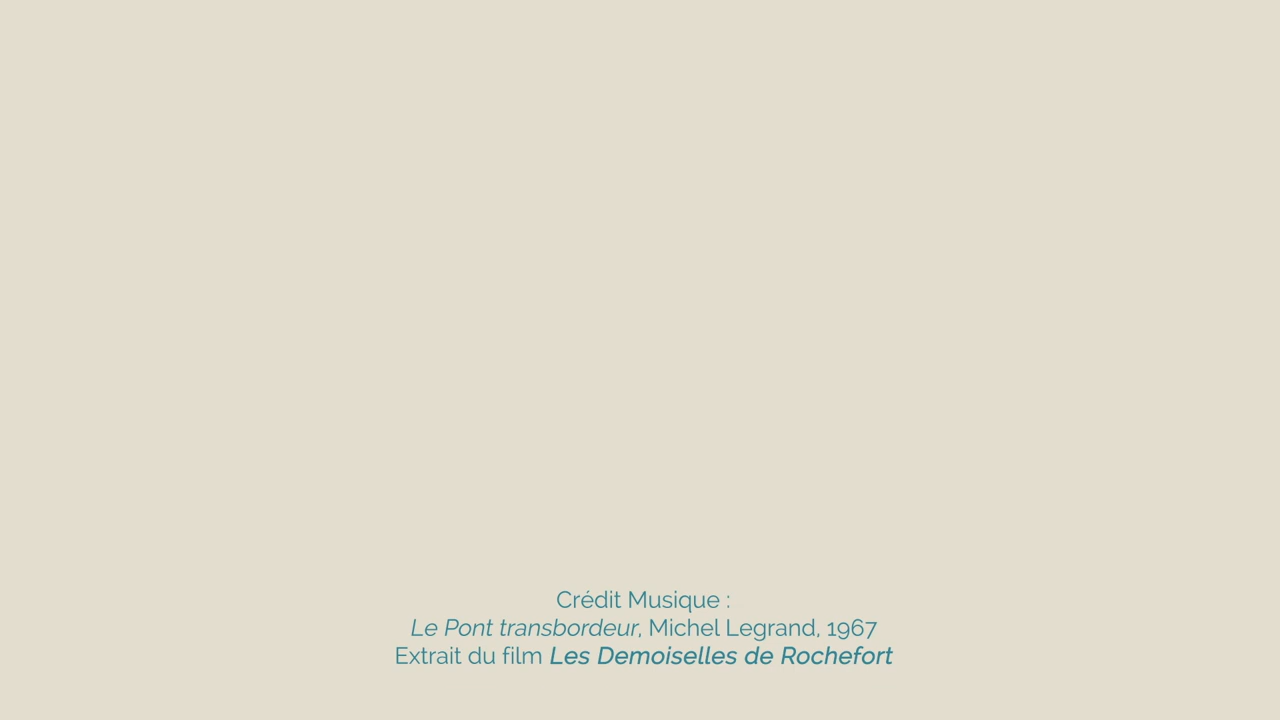 Crédit Musique :
Le Pont transbordeur, Michel Legrand, 1967
Extrait du film Les Demoiselles de Rochefort